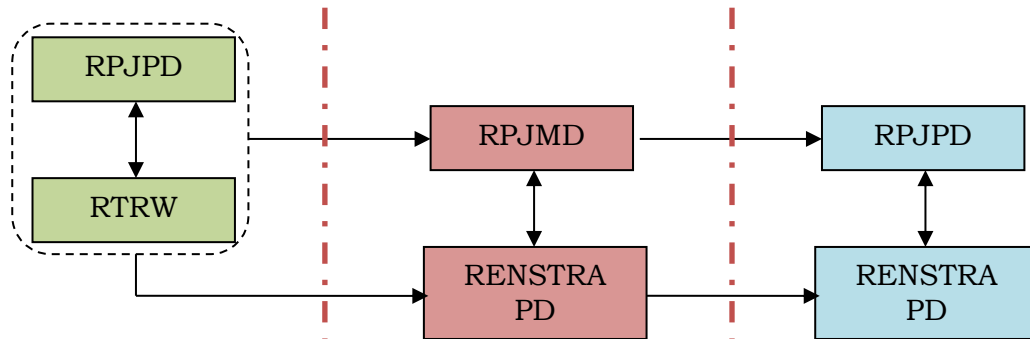 RPJPD
RTRW
RPJMD
RENSTRA
PD
RPJPD
RENSTRA
PD